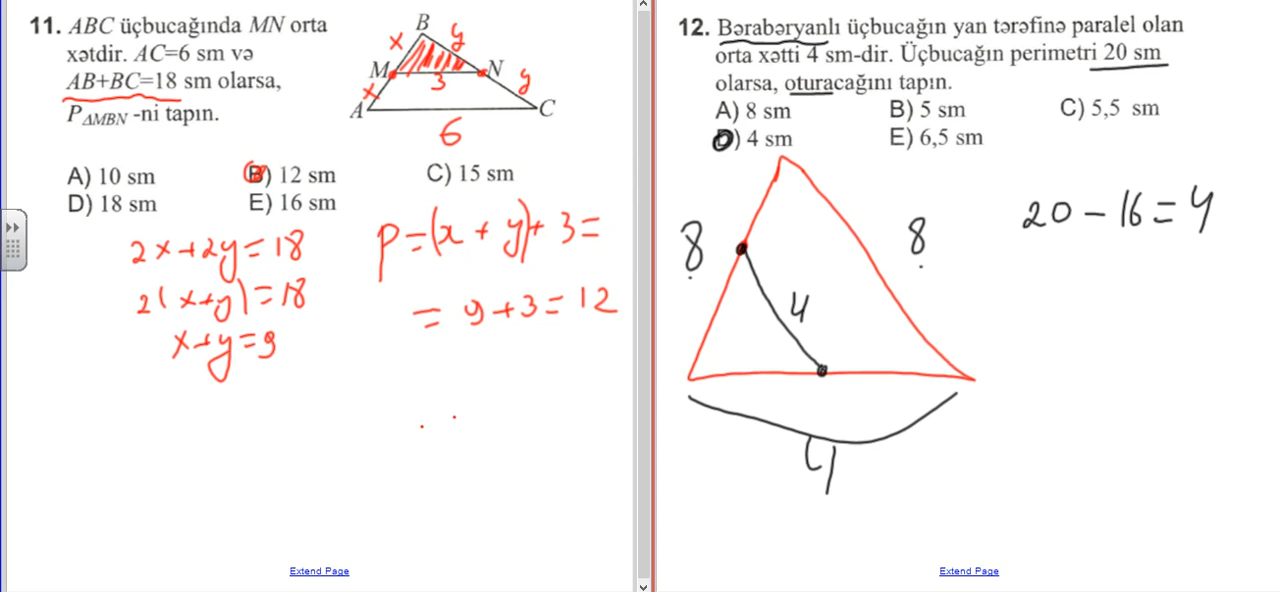 11. ABC üçbucağında MN orta
xətdir. AC=6 sm və
AB+BC=18 sm olarsa,
P∆MBN -ni tapın.
B
x
y
M
N
3
x
y
A
C
6
A) 10 sm
B) 12 sm
C) 15 sm
D) 18 sm
E) 16 sm
2x+2y=18
2(x+y)=18
x+y=9
P=(x+y)+3=
=9+3=12
Extend Page
12. Bərabəryanlı üçbucağın yan tərəfinə paralel olan
orta xətti 4 sm-dir. Üçbucağın perimetri 20 sm
olarsa, oturacağını tapın.
A) 8 sm
B) 5 sm
C) 5,5 sm
D) 4 sm
E) 6,5 sm
20-16=4
8
8
4
4
Extend Page